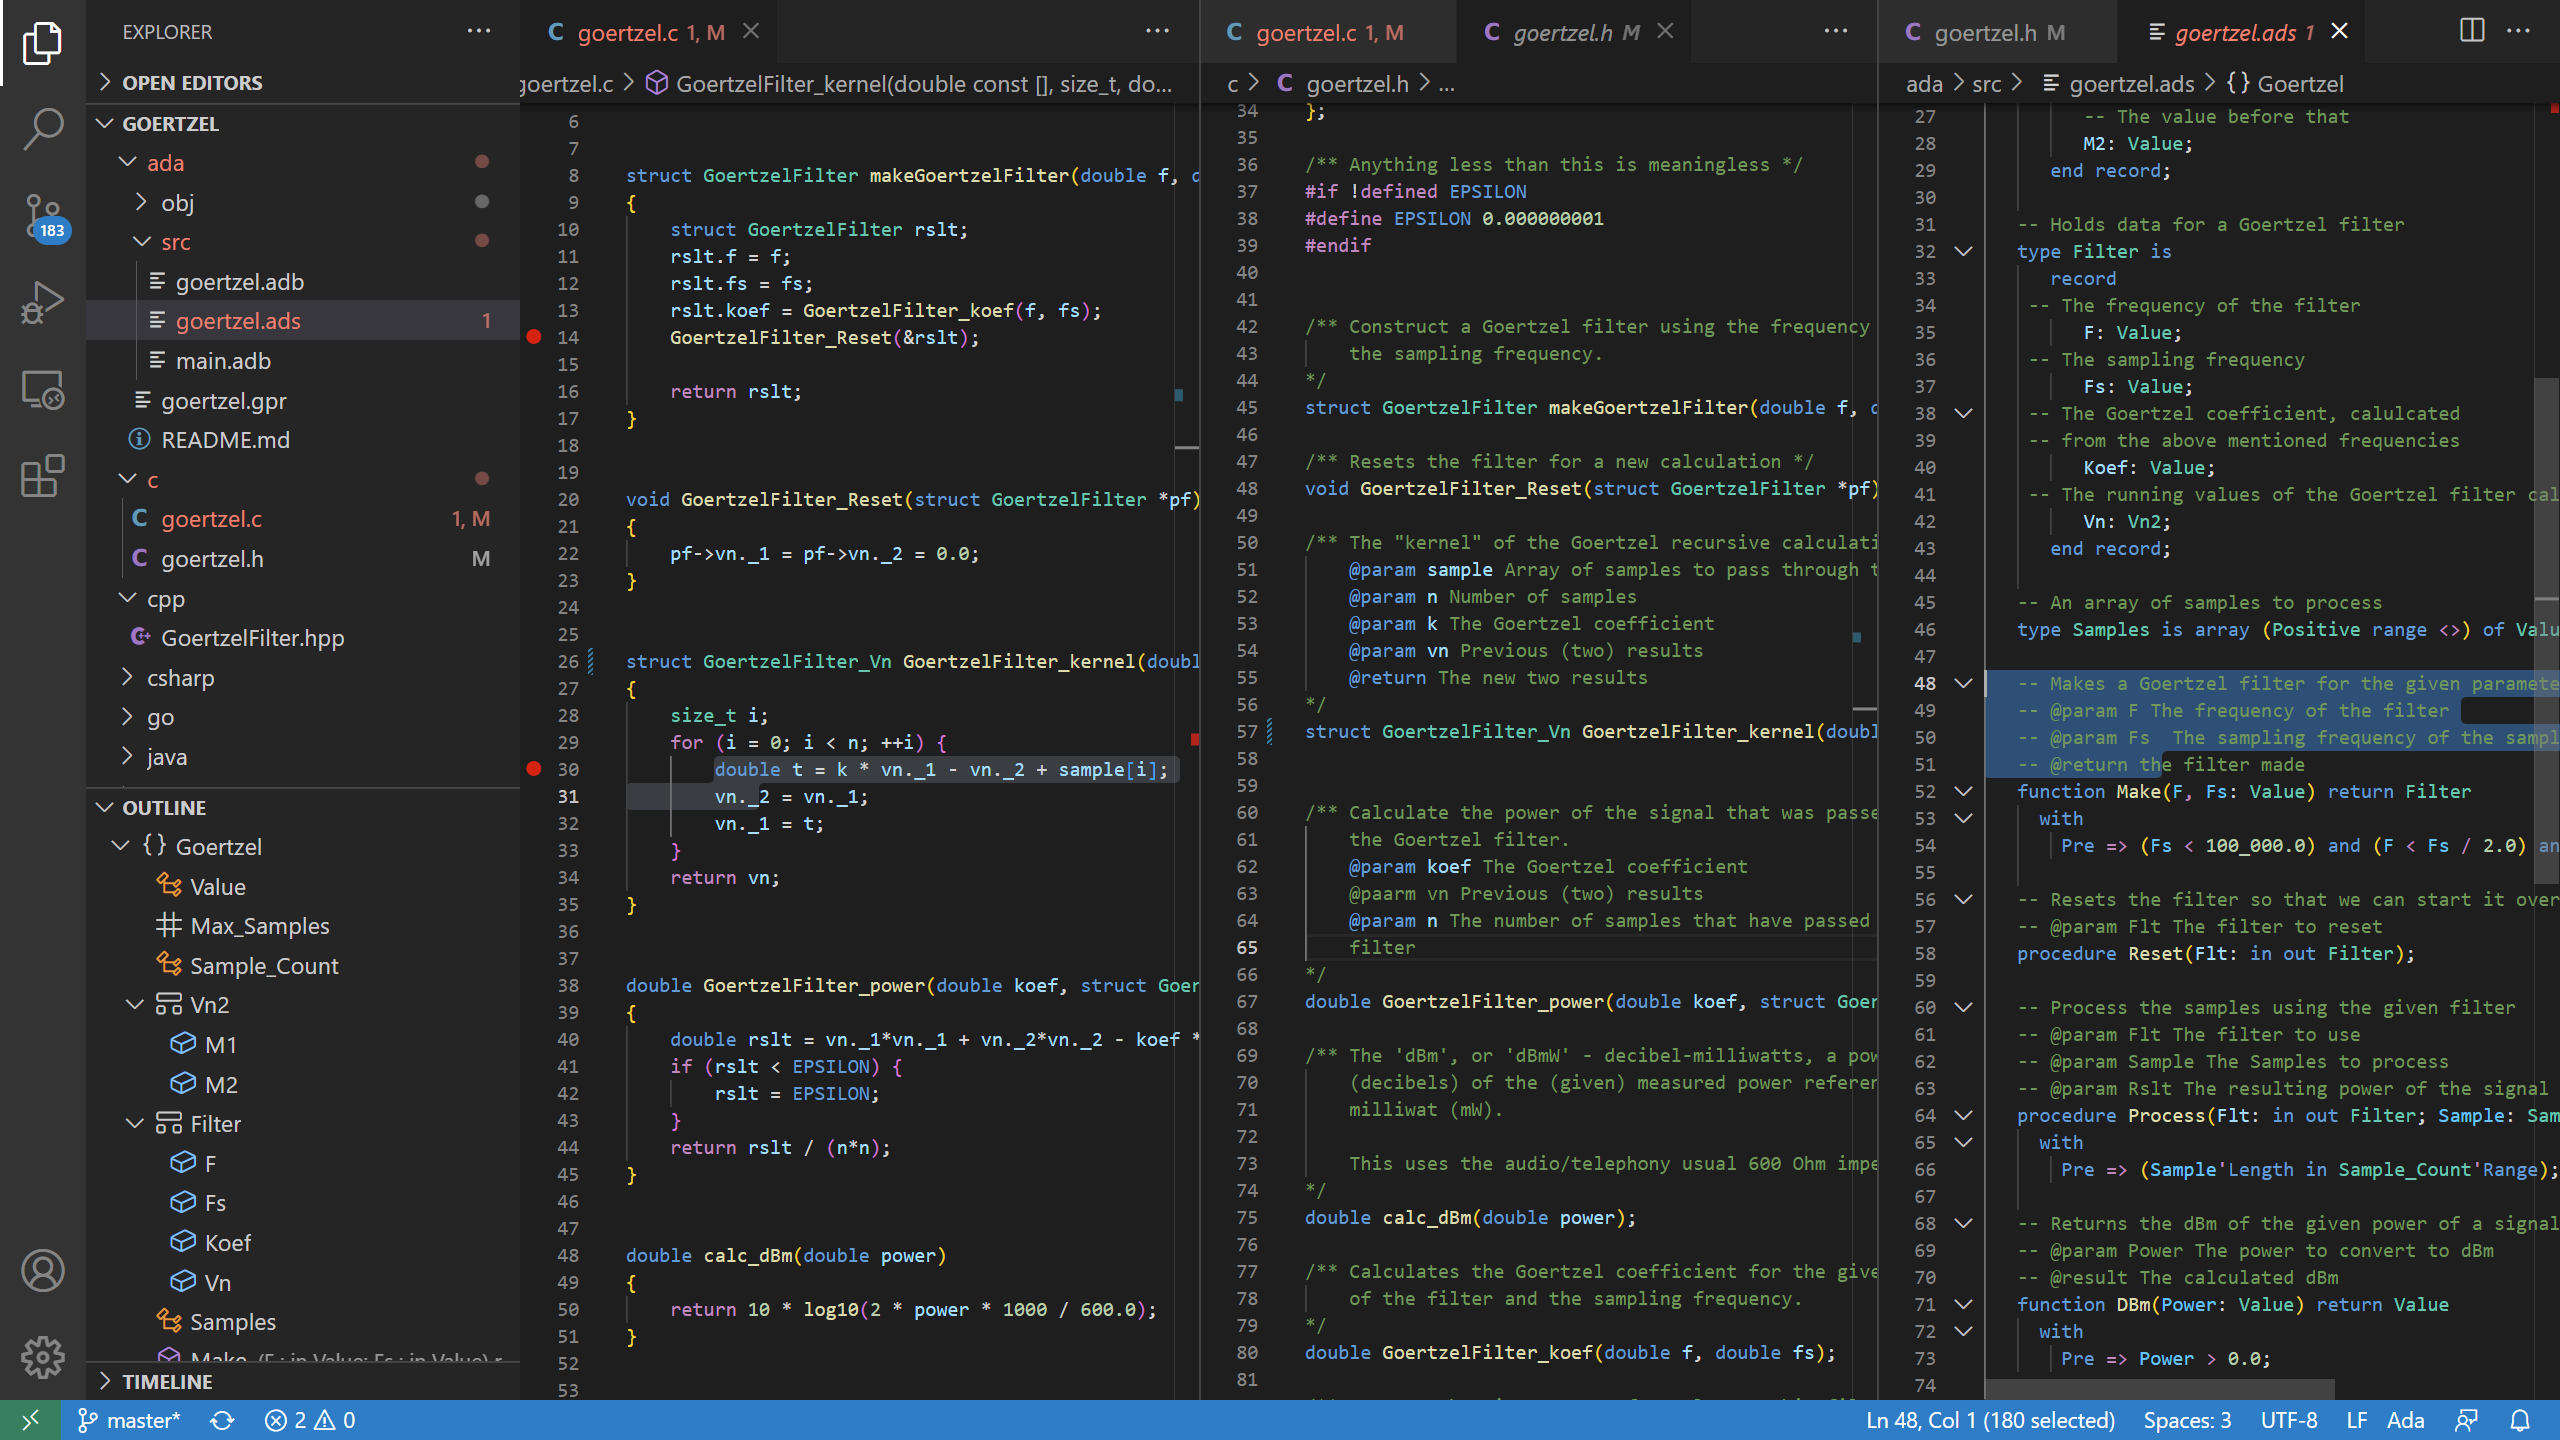 EXPLORER
OPEN EDITORS
GOERTZEL
ada
obj
src
goertzel.adb
goertzel.ads 1
main.adb
goertzel.gpr
README.md
c
goertzel.c 1, M
goertzel.h M
cpp
GoertzelFilter.hpp
csharp
go
java
OUTLINE
{} Goertzel
Value
Max_Samples
Sample_Count
Vn2
M1
M2
Filter
F
Fs
Koef
Vn
Samples
TIMELINE
183
goertzel.c 1, M
goertzel.c > GoertzelFilter_kernel(double const [], size_t, do...
6
7
8 struct GoertzelFilter makeGoertzelFilter(double f, d
9 {
10 struct GoertzelFilter rslt;
11 rslt.f = f;
12 rslt.fs = fs;
13 rslt.koef = GoertzelFilter_koef(f, fs);
14 GoertzelFilter_Reset(&rslt);
15
16 return rslt;
17 }
18
19
20 void GoertzelFilter_Reset(struct GoertzelFilter *pf)
21 {
22 pf->vn._1 = pf->vn._2 = 0.0;
23 }
24
25
26 struct GoertzelFilter_Vn GoertzelFilter_kernel(doubl
27 {
28 size_t i;
29 for (i = 0; i < n; ++i) {
30 double t = k * vn._1 - vn._2 + sample[i];
31 vn._2 = vn._1;
32 vn._1 = t;
33 }
34 return vn;
35 }
36
37
38 double GoertzelFilter_power(double koef, struct Goer
39 {
40 double rslt = vn._1*vn._1 + vn._2*vn._2 - koef *
41 if (rslt < EPSILON) {
42 rslt = EPSILON;
43 }
44 return rslt / (n*n);
45 }
46
47
48 double calc_dBm(double power)
49 {
50 return 10 * log10(2 * power * 1000 / 600.0);
51 }
52
53
goertzel.c 1, M goertzel.h M
c > C goertzel.h > ...
34 };
35
36 /** Anything less than this is meaningless */
37 #if !defined EPSILON
38 #define EPSILON 0.000000001
39 #endif
40
41
42 /** Construct a Goertzel filter using the frequency
43 the sampling frequency.
44 */
45 struct GoertzelFilter makeGoertzelFilter(double f, d
46
47 /** Resets the filter for a new calculation */
48 void GoertzelFilter_Reset(struct GoertzelFilter *pf)
49
50 /** The "kernel" of the Goertzel recursive calculati
51 @param sample Array of samples to pass through t
52 @param n Number of samples
53 @param k The Goertzel coefficient
54 @param vn Previous (two) results
55 @return The new two results
56 */
57 struct GoertzelFilter_Vn GoertzelFilter_kernel(doubl
58
59
60 /** Calculate the power of the signal that was passe
61 the Goertzel filter.
62 @param koef The Goertzel coefficient
63 @paarm vn Previous (two) results
64 @param n The number of samples that have passed
65 filter
66 */
67 double GoertzelFilter_power(double koef, struct Goer
68
69 /** The 'dBm', or 'dBmW' - decibel-milliwatts, a pow
70 (decibels) of the (given) measured power referen
71 milliwat (mW).
72
73 This uses the audio/telephony usual 600 Ohm impe
74 */
75 double calc_dBm(double power);
76
77 /** Calculates the Goertzel coefficient for the give
78 of the filter and the sampling frequency.
79 */
80 double GoertzelFilter_koef(double f, double fs);
81
goertzel.h M goertzel.ads 1
ada > src > goertzel.ads > {} Goertzel
27 -- The value before that
28 M2: Value;
29 end record;
30
31 -- Holds data for a Goertzel filter
32 type Filter is
33 record
34 -- The frequency of the filter
35 F: Value;
36 -- The sampling frequency
37 Fs: Value;
38 -- The Goertzel coefficient, calulcated
39 -- from the above mentioned frequencies
40 Koef: Value;
41 -- The running values of the Goertzel filter cal
42 Vn: Vn2;
43 end record;
44
45 -- An array of samples to process
46 type Samples is array (Positive range <>) of Valu
47
48 -- Makes a Goertzel filter for the given paramete
49 -- @param F The frequency of the filter
50 -- @param Fs  The sampling frequency of the sampl
51 -- @return the filter made
52 function Make(F, Fs: Value) return Filter
53 with
54 Pre => (Fs < 100_000.0) and (F < Fs / 2.0) an
55
56 -- Resets the filter so that we can start it over
57 -- @param Flt The filter to reset
58 procedure Reset(Flt: in out Filter);
59
60 -- Process the samples using the given filter
61 -- @param Flt The filter to use
62 -- @param Sample The Samples to process
63 -- @param Rslt The resulting power of the signal
64 procedure Process(Flt: in out Filter; Sample: Sam
65 with
66 Pre => (Sample'Length in Sample_Count'Range);
67
68 -- Returns the dBm of the given power of a signal
69 -- @param Power The power to convert to dBm
70 -- @result The calculated dBm
71 function DBm(Power: Value) return Value
72 with
73 Pre => Power > 0.0;
74
master* 2 0 Ln 48, Col 1 (180 selected) Spaces: 3 UTF-8 LF Ada